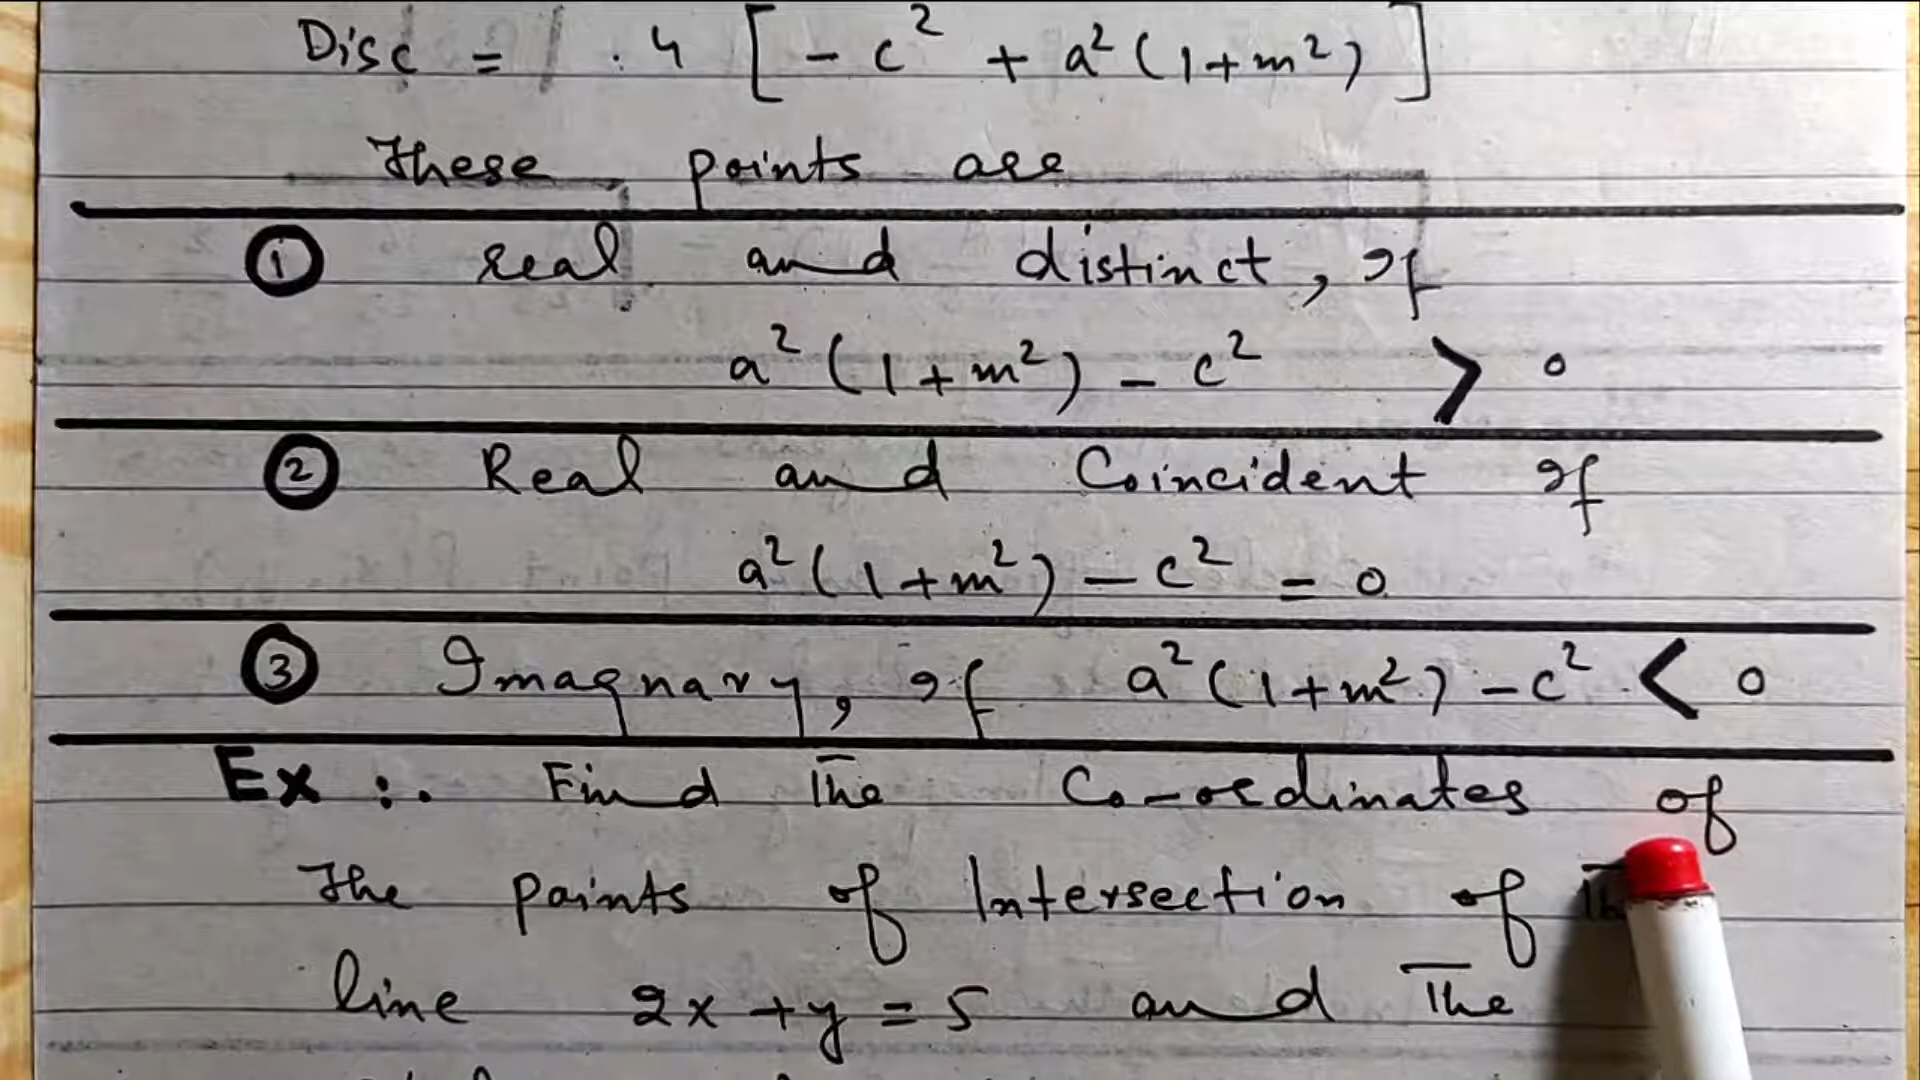 Disc = 4 [ - c² + a² (1+m²) ]
These points are
① real and distinct, If
a² (1+m²) - c² > 0
② Real and Coincident If
a² (1+m²) - c² = 0
③ Imagnary, If a² (1+m²) - c² < 0
Ex :. Find The Co-ordinates of
The points of Intersection of
line 2x + y = 5 and The